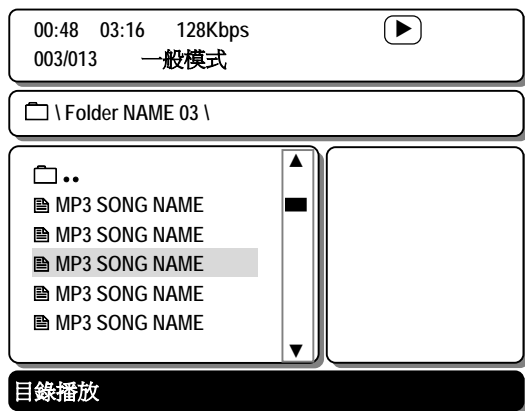 00:48 03:16 128Kbps
003/013 一般模式
\ Folder NAME 03 \
..
MP3 SONG NAME
MP3 SONG NAME
MP3 SONG NAME
MP3 SONG NAME
MP3 SONG NAME
目錄播放